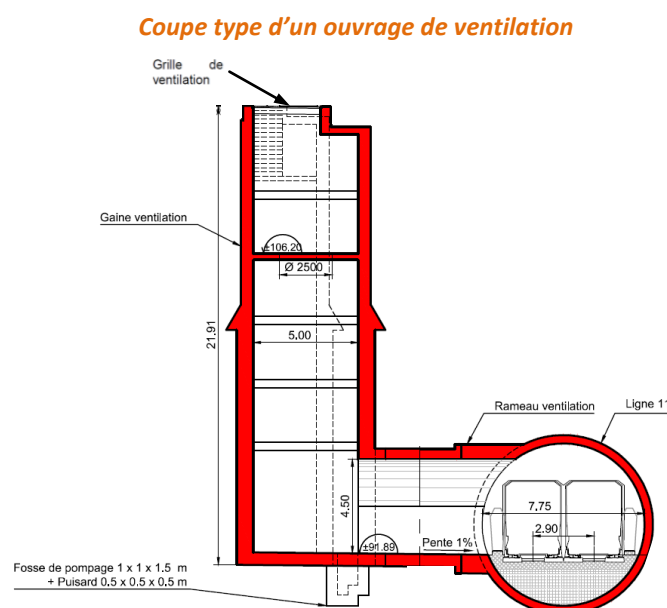 Coupe type d’un ouvrage de ventilation
Grille de
ventilation
Gaine ventilation
±106,20
Ø 2500
21.91
5.00
Rameau ventilation
Ligne 11
7.75
2.90
4.50
±91.89
Pente 1%
Fosse de pompage 1 x 1 x 1.5 m
+ Puisard 0.5 x 0.5 x 0.5 m